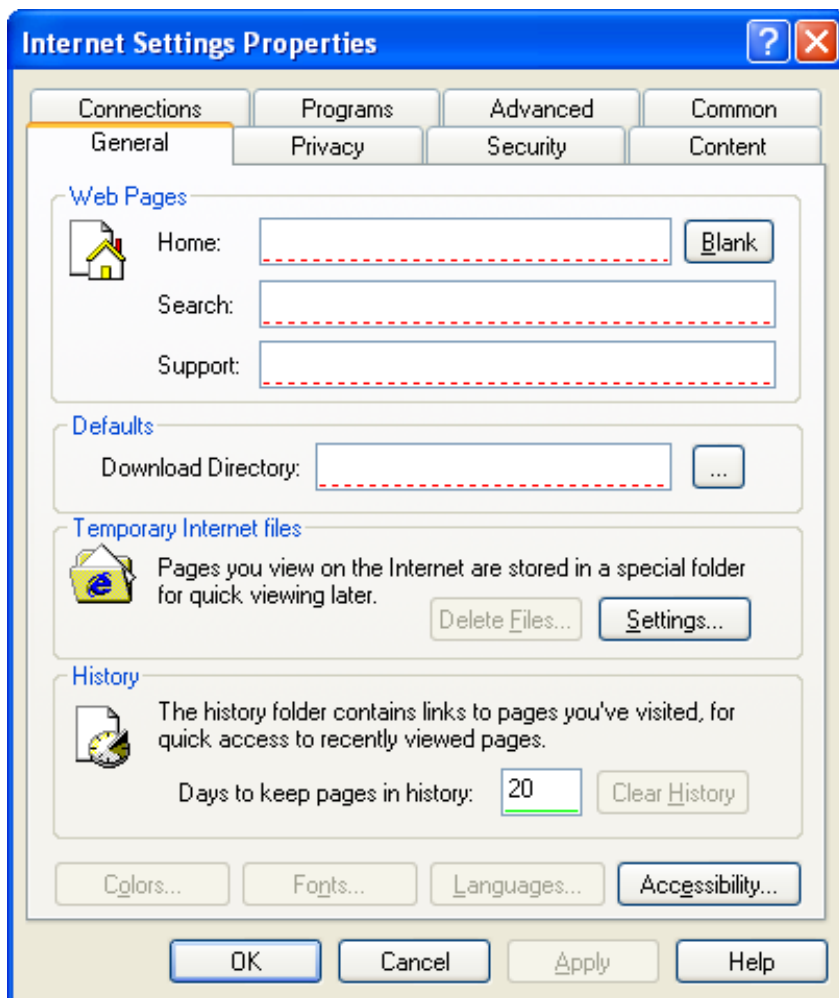 Internet Settings Properties
Connections Programs Advanced Common
General Privacy Security Content
Web Pages
Home: Blank
Search:
Support:
Defaults
Download Directory: ...
Temporary Internet files
Pages you view on the Internet are stored in a special folder
for quick viewing later.
Delete Files... Settings...
History
The history folder contains links to pages you've visited, for
quick access to recently viewed pages.
Days to keep pages in history: 20 Clear History
Colors... Fonts... Languages... Accessibility...
OK Cancel Apply Help